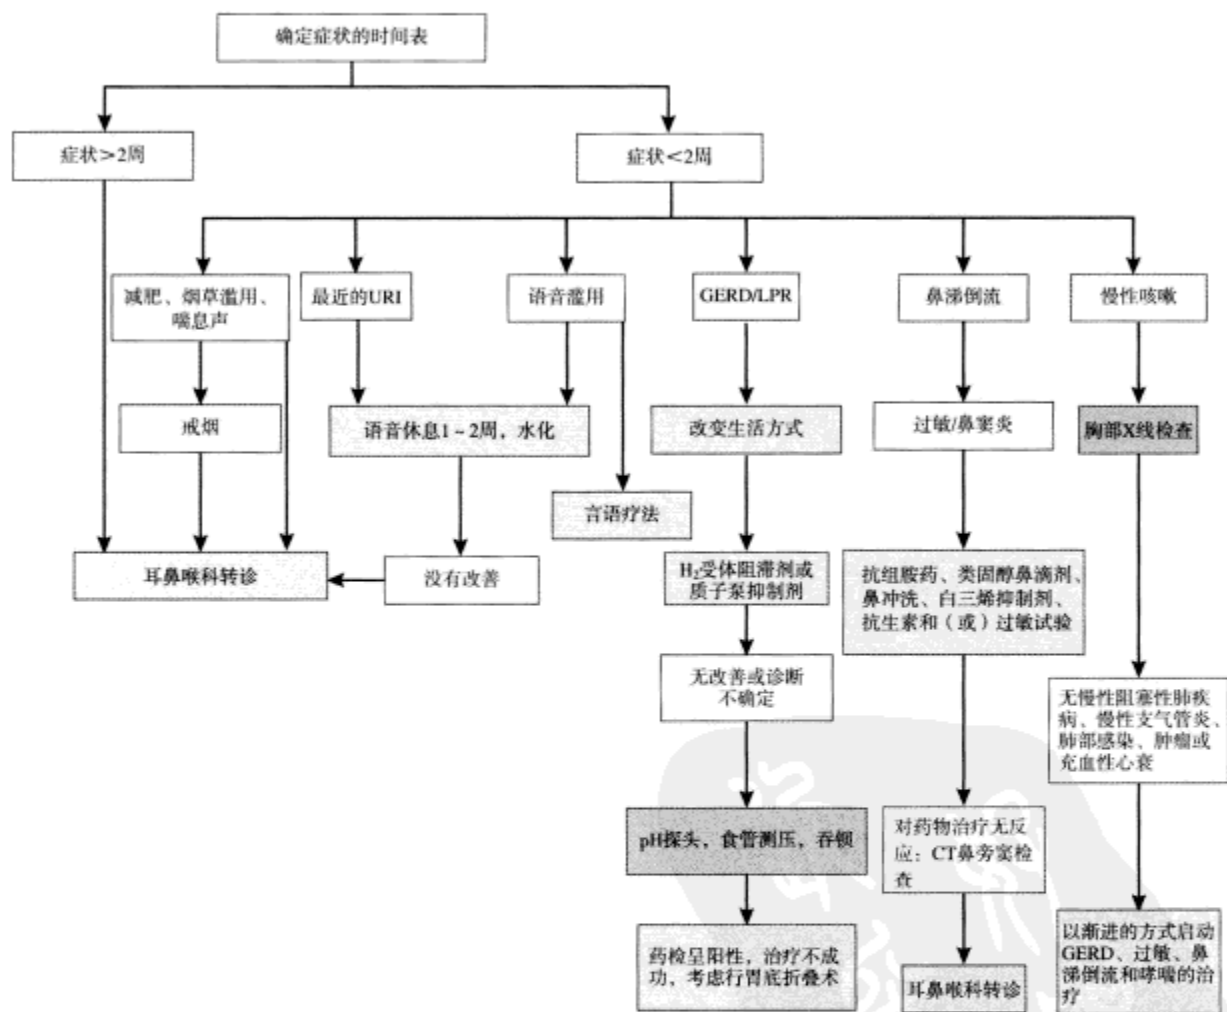 确定症状的时间表
症状＞2周
症状＜2周
减肥、烟草滥用、
喘息声
最近的URI
语音滥用
GERD/LPR
鼻涕倒流
慢性咳嗽
戒烟
语音休息1～2周，水化
改变生活方式
过敏/鼻窦炎
胸部X线检查
言语疗法
耳鼻喉科转诊
没有改善
H₂受体阻滞剂或
质子泵抑制剂
抗组胺药、类固醇鼻滴剂、
鼻冲洗、白三烯抑制剂、
抗生素和（或）过敏试验
无改善或诊断
不确定
无慢性阻塞性肺疾
病、慢性支气管炎、
肺部感染、肿瘤或
充血性心衰
pH探头，食管测压，吞钡
对药物治疗无反
应：CT鼻旁窦检
查
药检呈阳性，治疗不成
功，考虑行胃底折叠术
耳鼻喉科转诊
以渐进的方式启动
GERD、过敏、鼻
涕倒流和哮喘的治
疗